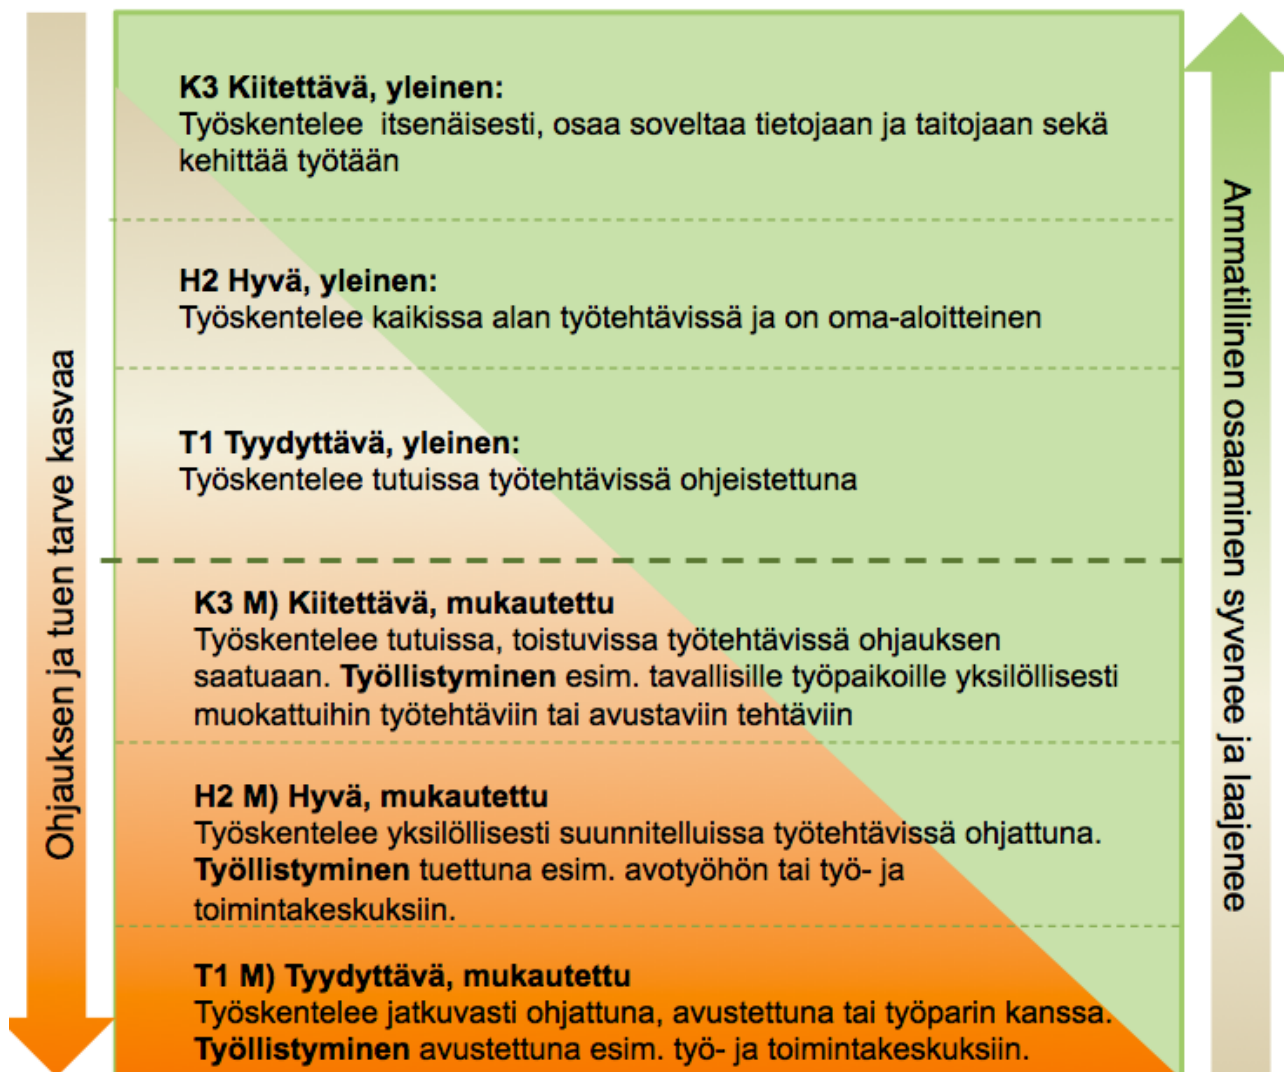 Ohjauksen ja tuen tarve kasvaa
K3 Kiitettävä, yleinen:
Työskentelee itsenäisesti, osaa soveltaa tietojaan ja taitojaan sekä
kehittää työtään
H2 Hyvä, yleinen:
Työskentelee kaikissa alan työtehtävissä ja on oma-aloitteinen
T1 Tyydyttävä, yleinen:
Työskentelee tutuissa työtehtävissä ohjeistettuna
K3 M) Kiitettävä, mukautettu
Työskentelee tutuissa, toistuvissa työtehtävissä ohjauksen
saatuaan. Työllistyminen esim. tavallisille työpaikoille yksilöllisesti
muokattuihin työtehtäviin tai avustaviin tehtäviin
H2 M) Hyvä, mukautettu
Työskentelee yksilöllisesti suunnitelluissa työtehtävissä ohjattuna.
Työllistyminen tuettuna esim. avotyöhön tai työ- ja
toimintakeskuksiin.
T1 M) Tyydyttävä, mukautettu
Työskentelee jatkuvasti ohjattuna, avustettuna tai työparin kanssa.
Työllistyminen avustettuna esim. työ- ja toimintakeskuksiin.
Ammatillinen osaaminen syvenee ja laajenee